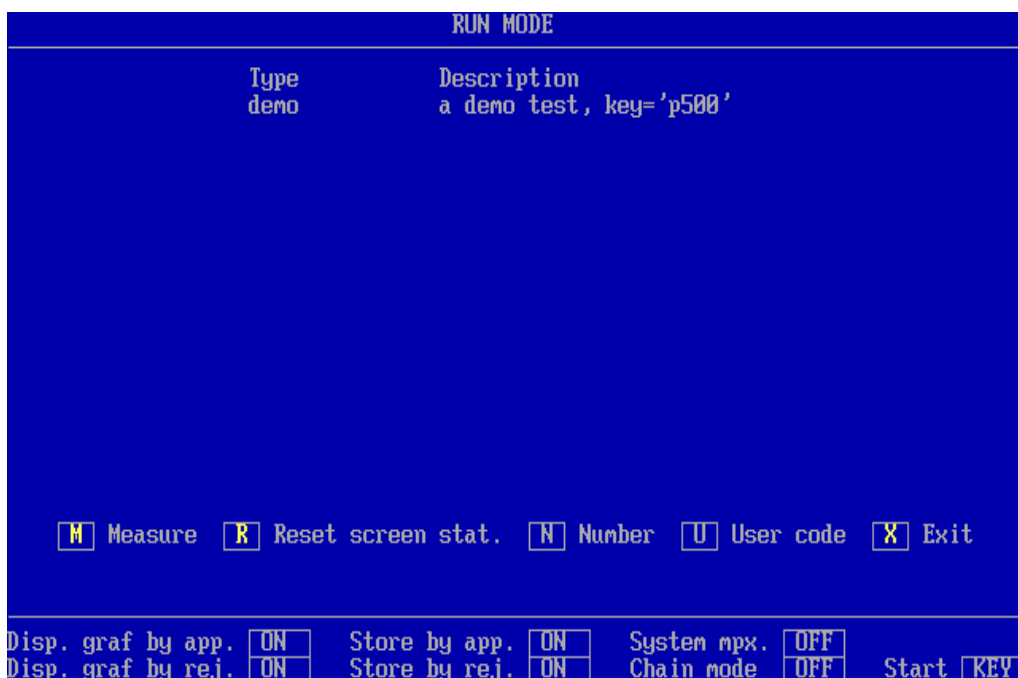 RUN MODE
Type Description
demo a demo test, key='p500'
M Measure R Reset screen stat. N Number U User code X Exit
Disp. graf by app. ON Store by app. ON System mpx. OFF
Disp. graf by rej. ON Store by rej. ON Chain mode OFF Start KEY